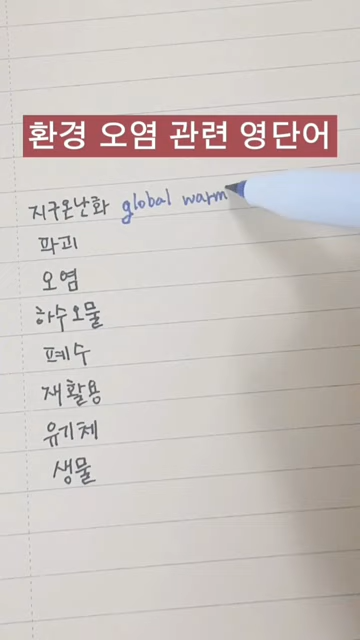 환경 오염 관련 영단어
지구온난화 global warm
파괴
오염
하수오물
폐수
재활용
유기체
생물